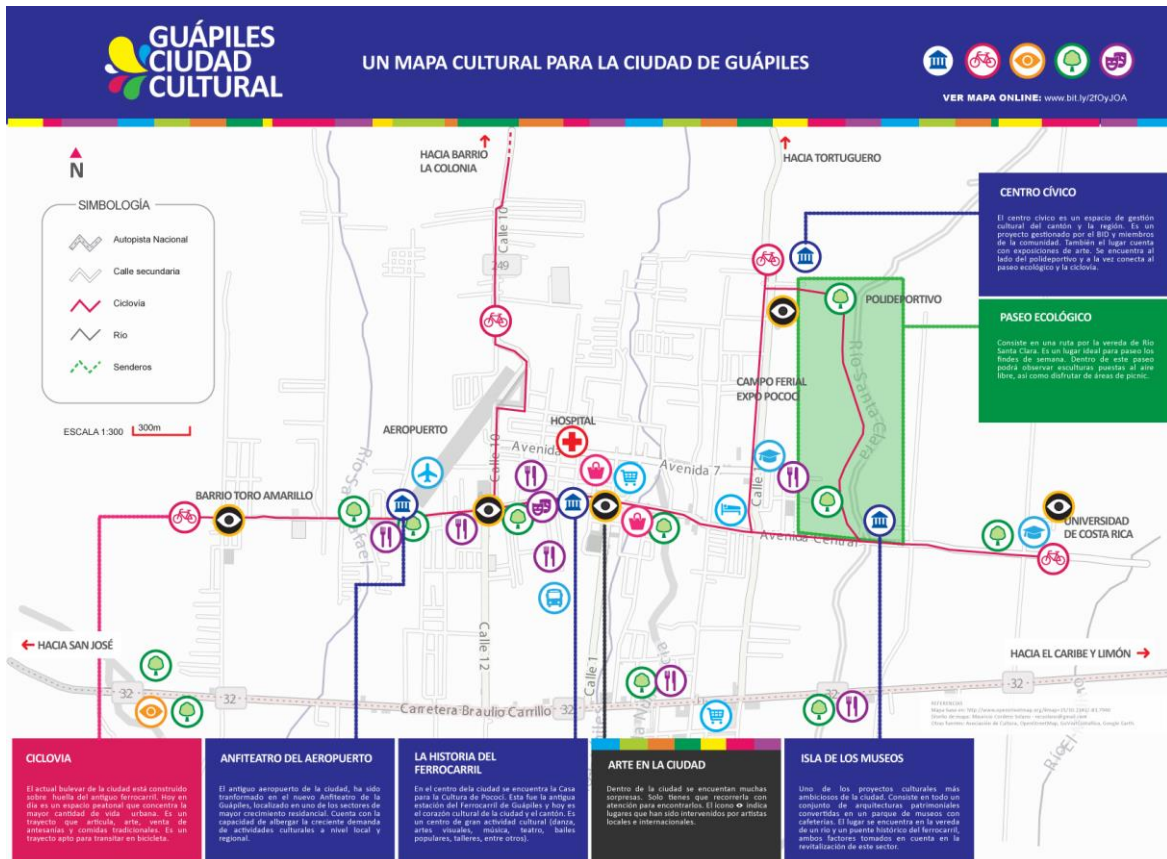 GUÁPILES
CIUDAD
CULTURAL
UN MAPA CULTURAL PARA LA CIUDAD DE GUÁPILES
VER MAPA ONLINE: www.bit.ly/2fOyJOA
N
SIMBOLOGÍA
Autopista Nacional
Calle secundaria
Ciclovía
Río
Senderos
ESCALA 1:300 300m
HACIA BARRIO
LA COLONIA
HACIA TORTUGUERO
Calle 10
249
POLIDEPORTIVO
Río Santa Clara
CAMPO FERIAL
EXPO POCOCI
AEROPUERTO
HOSPITAL
Avenida
Avenida 7
Calle 10
Calle 1
BARRIO TORO AMARILLO
Avenida Central
UNIVERSIDAD
DE COSTA RICA
HACIA SAN JOSÉ
Calle 12
Calle 1
HACIA EL CARIBE Y LIMÓN
32
32
32
32
32
32
Carretera Braulio Carrillo
REFERENCIAS
CENTRO CÍVICO
El centro cívico es un espacio de gestión
cultural del cantón y la región. Es un
proyecto gestionado por el BID y miembros
de la comunidad. También el lugar cuenta
con exposiciones de arte. Se encuentra al
lado del polideportivo y a la vez conecta al
paseo ecológico y la ciclovía.
PASEO ECOLÓGICO
Consiste en una ruta por la vereda de Río
Santa Clara. Es un lugar ideal para paseo los
findes de semana. Dentro de este paseo
podrá observar esculturas puestas al aire
libre, asi como disfrutar de áreas de picnic.
CICLOVIA
El actual bulevar de la ciudad está construido
sobre huella del antiguo ferrocarril. Hoy en
día es un espacio peatonal que concentra la
mayor cantidad de vida urbana. Es un
trayecto que articula, arte, venta de
antesanías y comidas tradicionales. Es un
trayecto apto para transitar en bicicleta.
ANFITEATRO DEL AEROPUERTO
El antiguo aeropuerto de la ciudad, ha sido
transformado en el nuevo Anfiteatro de la
Guápiles, localizado en uno de los sectores de
mayor crecimiento residancial. Cuenta con la
capacidad de albergar la creciente demanda
de actividades culturales a nivel local y
regional.
LA HISTORIA DEL
FERROCARRIL
En el centro dela ciudad se encuentra la Casa
para la Cultura de Pococí. Esta fue la antigua
estación del Ferrocarril de Guápiles y hoy es
el corazón cultural de la ciudad y el cantón. Es
un centro de gran actividad cultural (danza,
artes visuales, música, teatro, bailes
populares, talleres, entre otros).
ARTE EN LA CIUDAD
Dentro de la ciudad se encuentan muchas
sorpresas. Solo tienes que recorrerla con
atención para encontrarlos. El ícono indica
lugares que han sido intervenidos por artistas
locales e internacionales.
ISLA DE LOS MUSEOS
Uno de los proyectos culturales más
ambiciosos de la ciudad. Consiste en todo un
conjunto de arquitecturas patrimoniales
convertidas en un parque de museos con
cafeterías. El lugar se encuentra en la vereda
de un río y un puente histórico del ferrocarril,
ambos factores tomados en cuenta en la
revitalización de este sector.